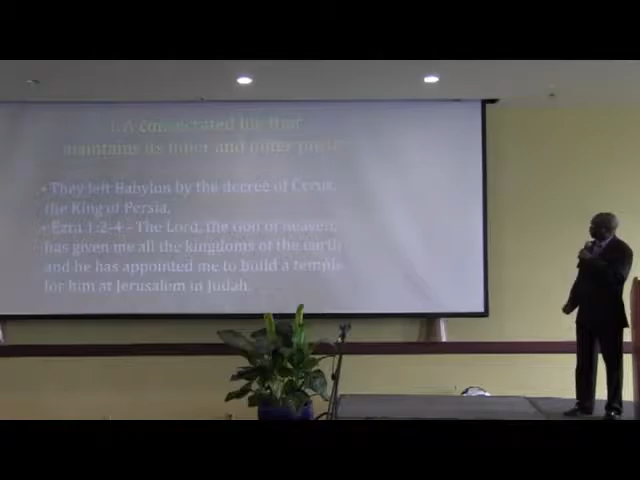 1. A consecrated life that
maintains its inner and outer purity
• They left Babylon by the decree of Cyrus,
the King of Persia,
• Ezra 1:2-4 - The Lord, the God of heaven,
has given me all the kingdoms of the earth
and he has appointed me to build a temple
for him at Jerusalem in Judah.